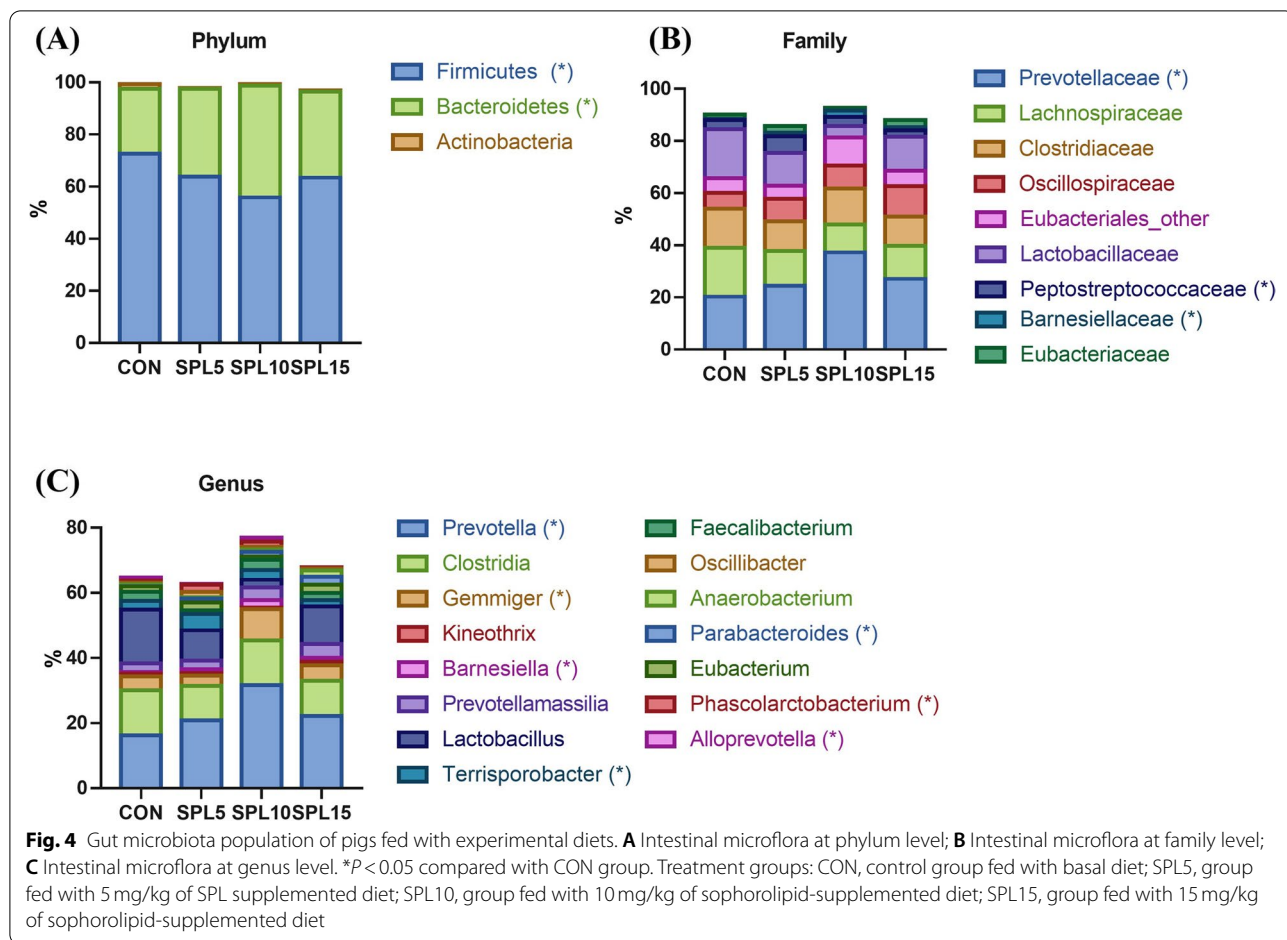 (A)
Phylum
100
80
60
40
20
0
%
CON SPL5 SPL10 SPL15
Firmicutes (*)
Bacteroidetes (*)
Actinobacteria
(B)
Family
100
80
60
40
20
0
%
CON SPL5 SPL10 SPL15
Prevotellaceae (*)
Lachnospiraceae
Clostridiaceae
Oscillospiraceae
Eubacteriales_other
Lactobacillaceae
Peptostreptococcaceae (*)
Barnesiellaceae (*)
Eubacteriaceae
(C)
Genus
80
60
40
20
0
%
CON SPL5 SPL10 SPL15
Prevotella (*)
Clostridia
Gemmiger (*)
Kineothrix
Barnesiella (*)
Prevotellamassilia
Lactobacillus
Terrisporobacter (*)
Faecalibacterium
Oscillibacter
Anaerobacterium
Parabacteroides (*)
Eubacterium
Phascolarctobacterium (*)
Alloprevotella (*)
Fig. 4 Gut microbiota population of pigs fed with experimental diets. A Intestinal microflora at phylum level; B Intestinal microflora at family level;
C Intestinal microflora at genus level. *P < 0.05 compared with CON group. Treatment groups: CON, control group fed with basal diet; SPL5, group
fed with 5 mg/kg of SPL supplemented diet; SPL10, group fed with 10 mg/kg of sophorolipid-supplemented diet; SPL15, group fed with 15 mg/kg
of sophorolipid-supplemented diet